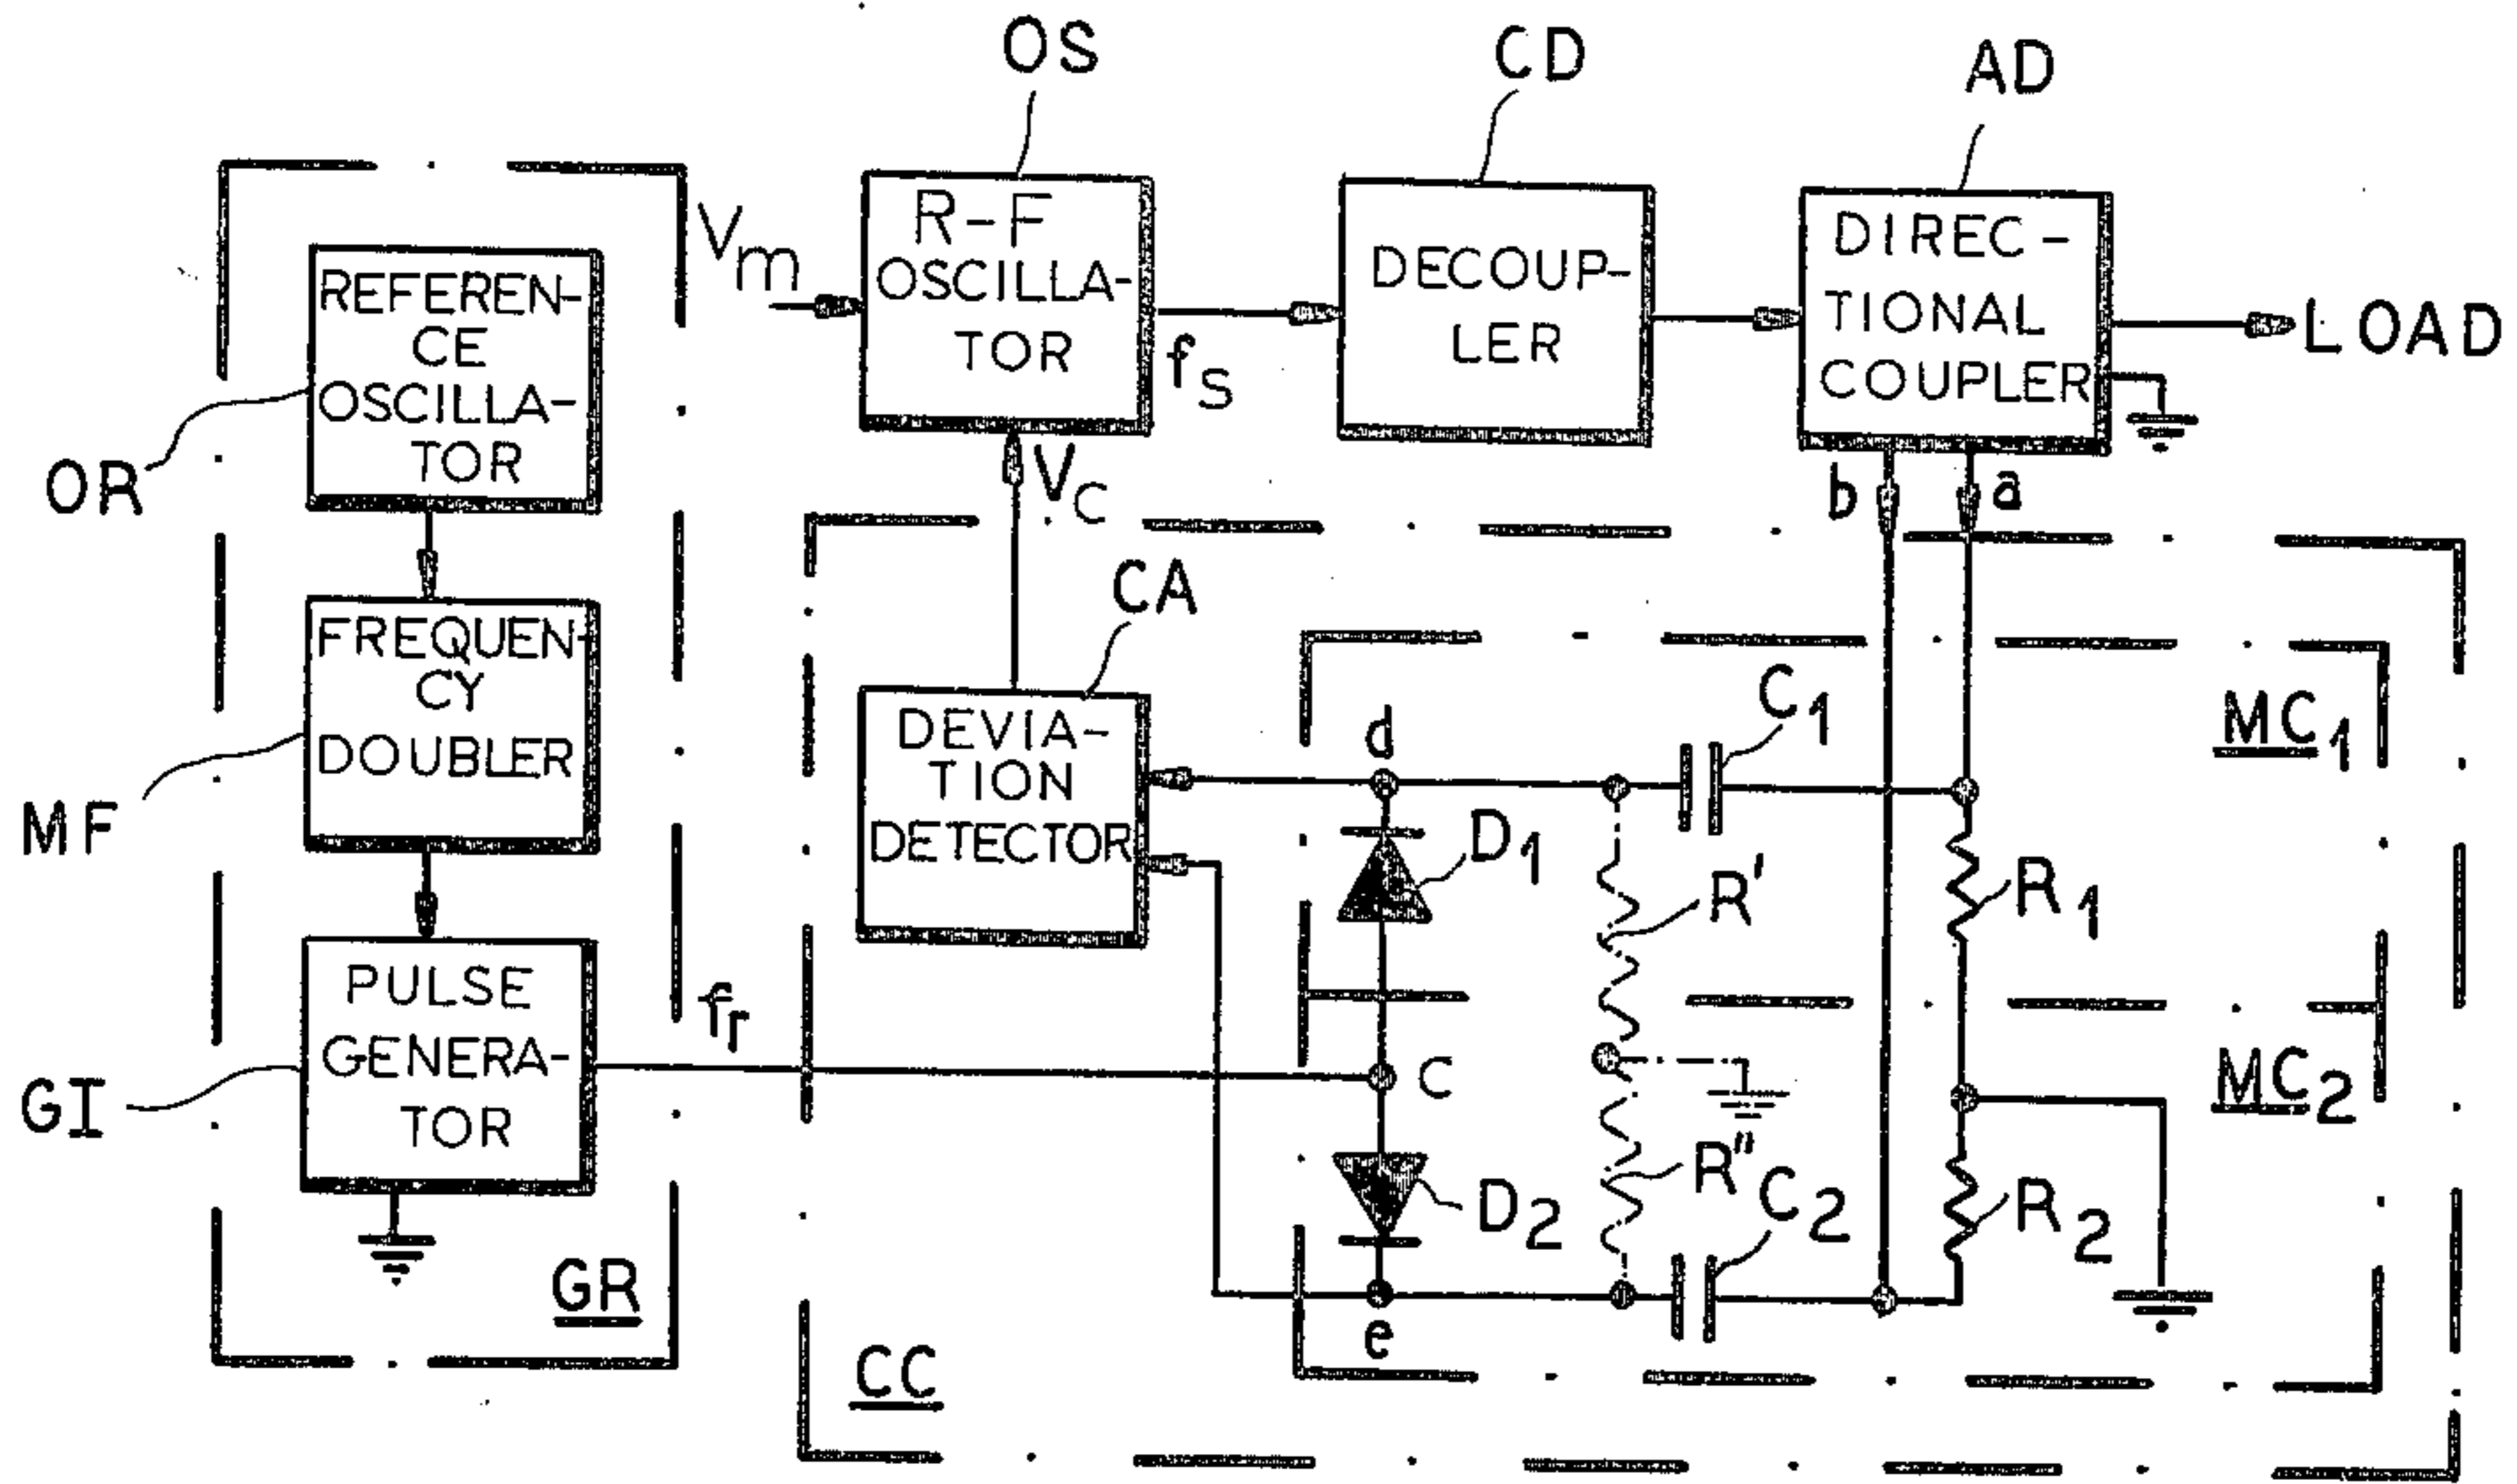 OS
CD
AD
Vm
R-F
OSCILLA-
TOR
fS
DECOUP-
LER
DIREC-
TIONAL
COUPLER
LOAD
REFEREN-
CE
OSCILLA-
TOR
OR
VC
b
a
FREQUEN-
CY
DOUBLER
MF
CA
DEVIA-
TION
DETECTOR
d
C1
MC1
D1
R'
R1
PULSE
GENERA-
TOR
GI
fr
c
MC2
D2
R"
C2
R2
e
GR
CC